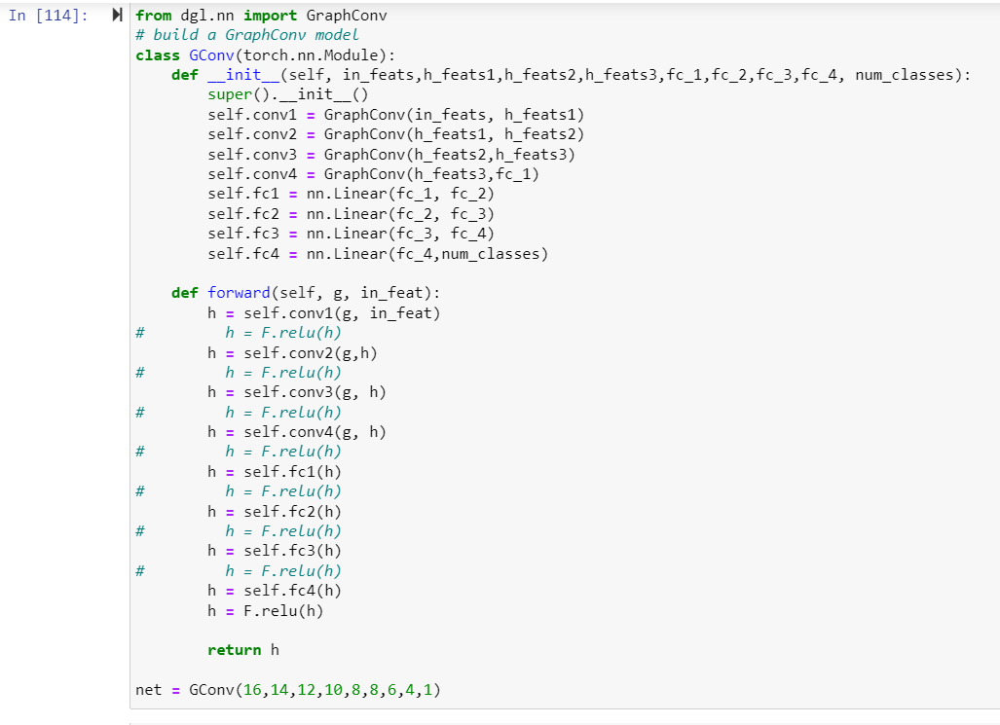 In [114]:
from dgl.nn import GraphConv
# build a GraphConv model
class GConv(torch.nn.Module):
    def __init__(self, in_feats,h_feats1,h_feats2,h_feats3,fc_1,fc_2,fc_3,fc_4, num_classes):
        super().__init__()
        self.conv1 = GraphConv(in_feats, h_feats1)
        self.conv2 = GraphConv(h_feats1, h_feats2)
        self.conv3 = GraphConv(h_feats2,h_feats3)
        self.conv4 = GraphConv(h_feats3,fc_1)
        self.fc1 = nn.Linear(fc_1, fc_2)
        self.fc2 = nn.Linear(fc_2, fc_3)
        self.fc3 = nn.Linear(fc_3, fc_4)
        self.fc4 = nn.Linear(fc_4,num_classes)

    def forward(self, g, in_feat):
        h = self.conv1(g, in_feat)
#         h = F.relu(h)
        h = self.conv2(g,h)
#         h = F.relu(h)
        h = self.conv3(g, h)
#         h = F.relu(h)
        h = self.conv4(g, h)
#         h = F.relu(h)
        h = self.fc1(h)
#         h = F.relu(h)
        h = self.fc2(h)
#         h = F.relu(h)
        h = self.fc3(h)
#         h = F.relu(h)
        h = self.fc4(h)
        h = F.relu(h)

        return h

net = GConv(16,14,12,10,8,8,6,4,1)